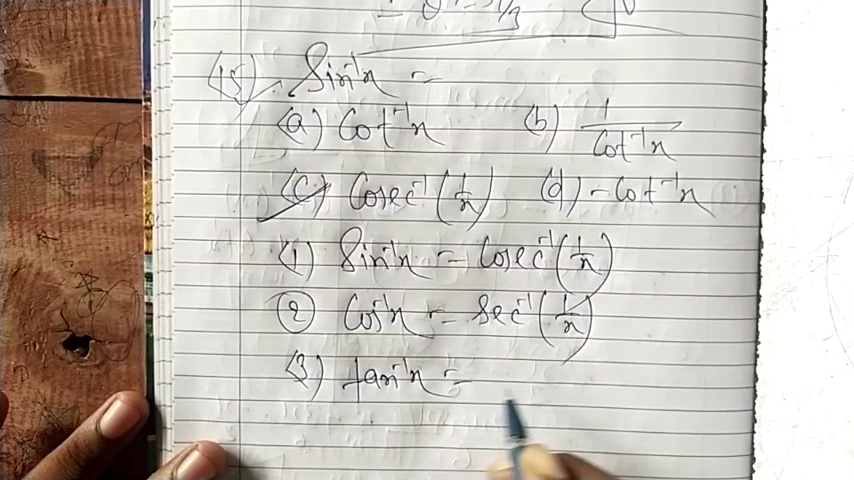 (15) Sin⁻¹x =
(a) Cot⁻¹x (b) 1/Cot⁻¹x
(c) Cosec⁻¹(1/x) (d) -Cot⁻¹x
(1) Sin⁻¹x = Cosec⁻¹(1/x)
(2) Cos⁻¹x = Sec⁻¹(1/x)
(3) tan⁻¹x =